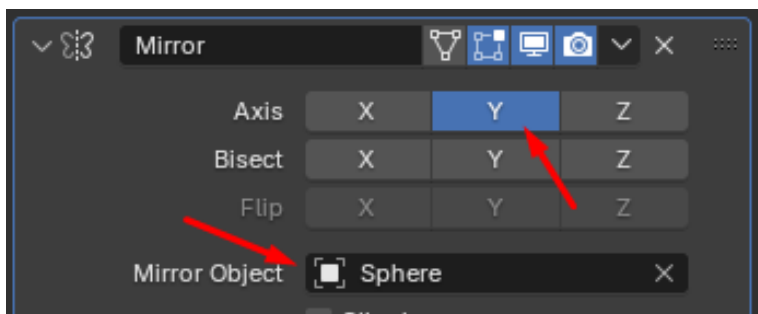 Mirror
Axis X Y Z
Bisect X Y Z
Flip X Y Z
Mirror Object Sphere